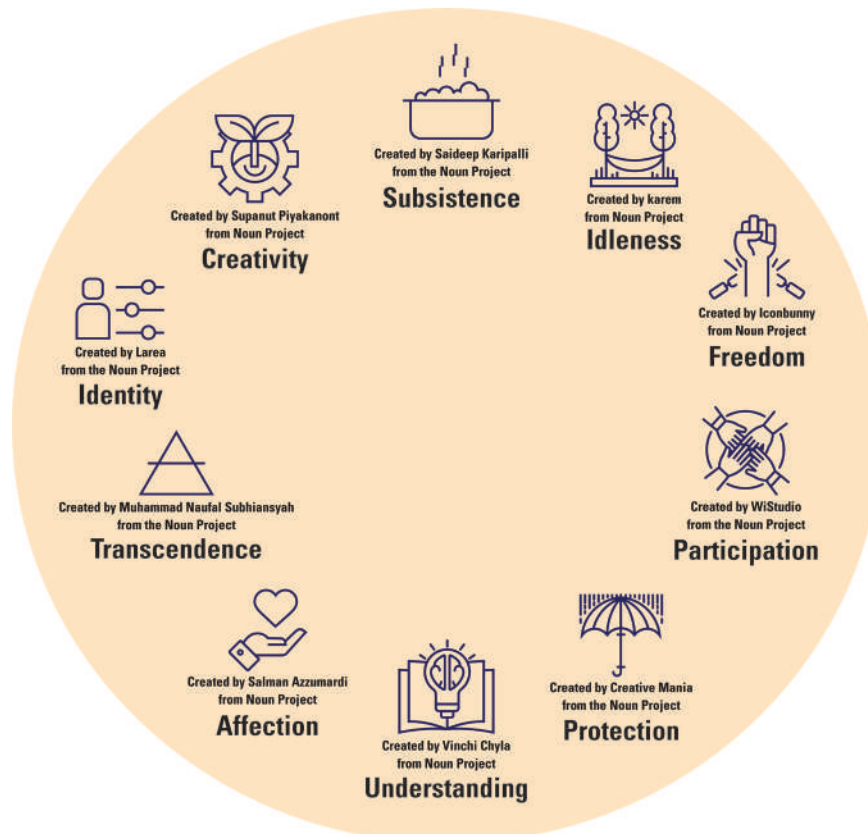 Created by Saideep Karipalli
from the Noun Project
Subsistence
Created by karem
from Noun Project
Idleness
Created by Iconbunny
from Noun Project
Freedom
Created by WiStudio
from the Noun Project
Participation
Created by Creative Mania
from the Noun Project
Protection
Created by Vinchi Chyla
from Noun Project
Understanding
Created by Salman Azzumardi
from Noun Project
Affection
Created by Muhammad Naufal Subhiansyah
from the Noun Project
Transcendence
Created by Larea
from the Noun Project
Identity
Created by Supanut Piyakanont
from Noun Project
Creativity